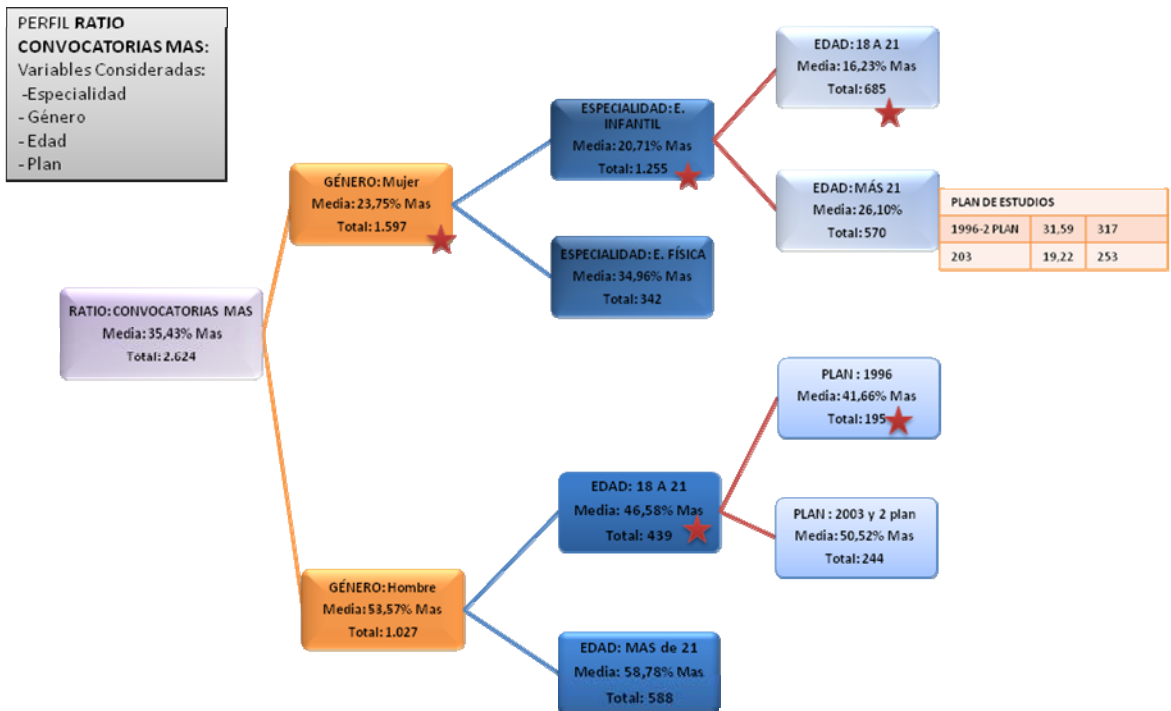 PERFIL RATIO
CONVOCATORIAS MAS:
Variables Consideradas:
-Especialidad
- Género
- Edad
- Plan
RATIO: CONVOCATORIAS MAS
Media: 35,43% Mas
Total: 2.624
GÉNERO: Mujer
Media: 23,75% Mas
Total: 1.597
GÉNERO: Hombre
Media: 53,57% Mas
Total: 1.027
ESPECIALIDAD: E.
INFANTIL
Media: 20,71% Mas
Total: 1.255
ESPECIALIDAD: E. FÍSICA
Media: 34,96% Mas
Total: 342
EDAD: 18 A 21
Media: 46,58% Mas
Total: 439
EDAD: MAS de 21
Media: 58,78% Mas
Total: 588
EDAD: 18 A 21
Media: 16,23% Mas
Total: 685
EDAD: MÁS 21
Media: 26,10%
Total: 570
PLAN : 1996
Media: 41,66% Mas
Total: 195
PLAN : 2003 y 2 plan
Media: 50,52% Mas
Total: 244
PLAN DE ESTUDIOS
1996-2 PLAN 31,59 317
203 19,22 253